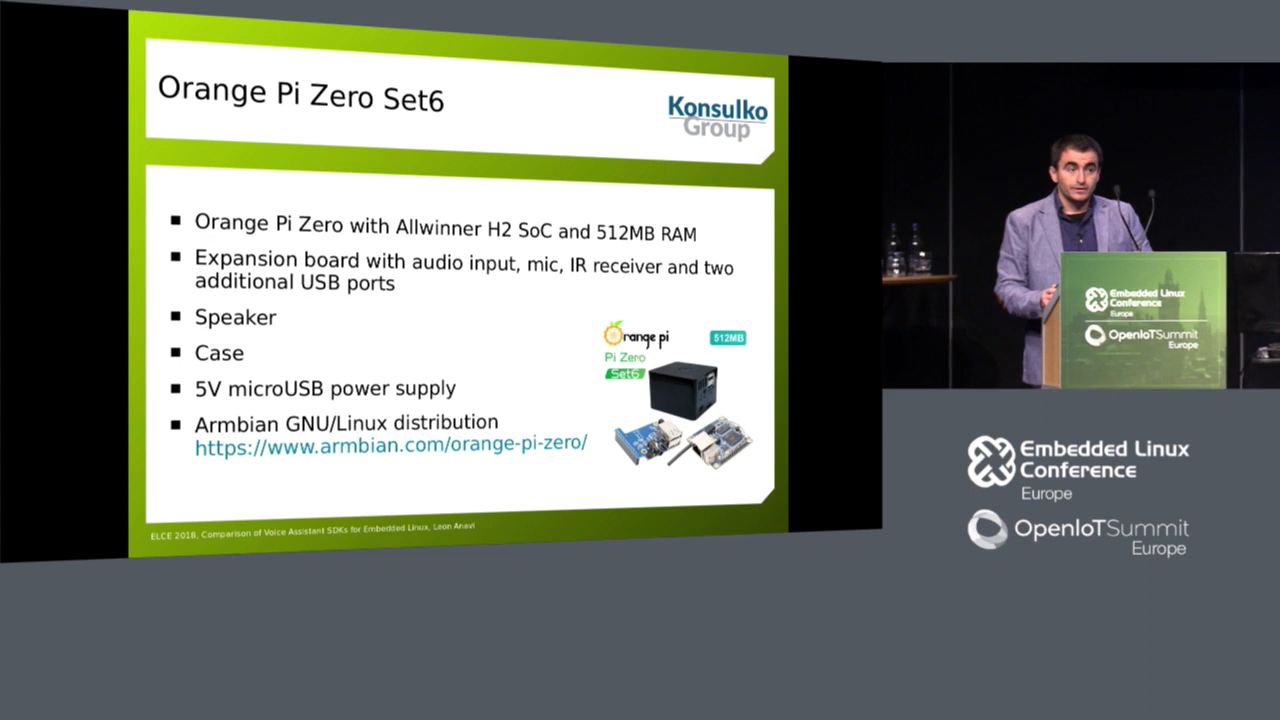 Orange Pi Zero Set6
Konsulko
Group
Orange Pi Zero with Allwinner H2 SoC and 512MB RAM
Expansion board with audio input, mic, IR receiver and two
additional USB ports
Speaker
Case
5V microUSB power supply
Armbian GNU/Linux distribution
https://www.armbian.com/orange-pi-zero/
Orange pi
512MB
Pi Zero
Set6
ELCE 2018, Comparison of Voice Assistant SDKs for Embedded Linux, Leon Anavi
Embedded Linux
Conference
Europe
OpenIoTSummit
Europe
Embedded Linux
Conference
Europe
OpenIoTSummit
Europe